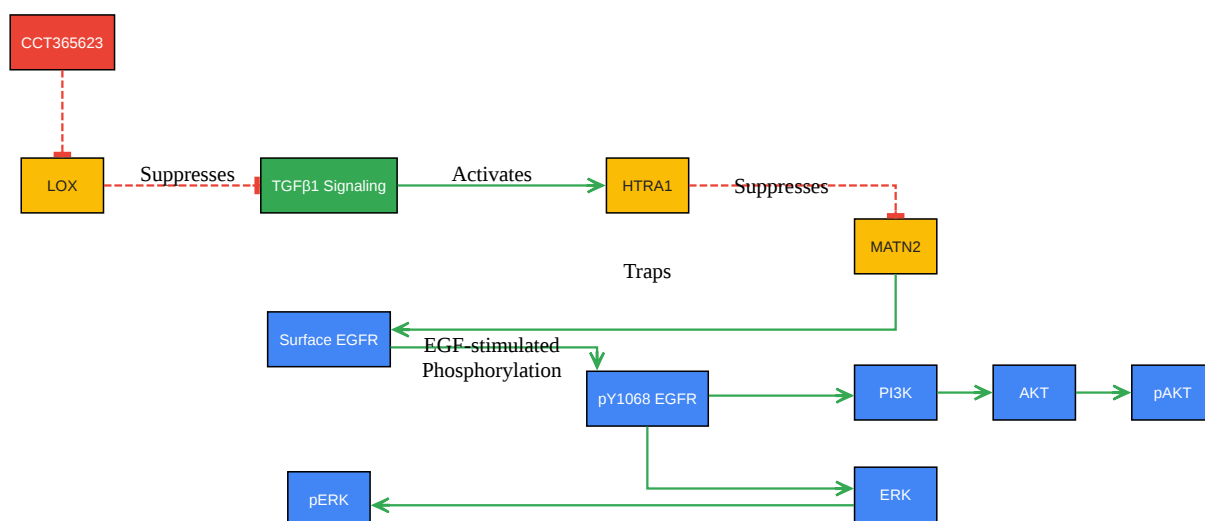 CCT365623
LOX
Suppresses
TGFβ1 Signaling
Activates
HTRA1
Suppresses
MATN2
Traps
Surface EGFR
EGF-stimulated
Phosphorylation
pY1068 EGFR
PI3K
AKT
pAKT
pERK
ERK